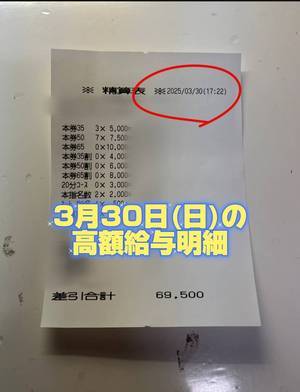 ※ 精算表 ※2025/03/30(17:22)
本券35 3× 5,000
本券50 7× 7,500
本券65 0×10,000
本券35割 0× 4,000
本券50割 0× 6,000
本券65割 0× 8,000
20分コース 0× 3,000
本指名数 2× 2,000
3月30日(日)の
高額給与明細
差引合計 69,500